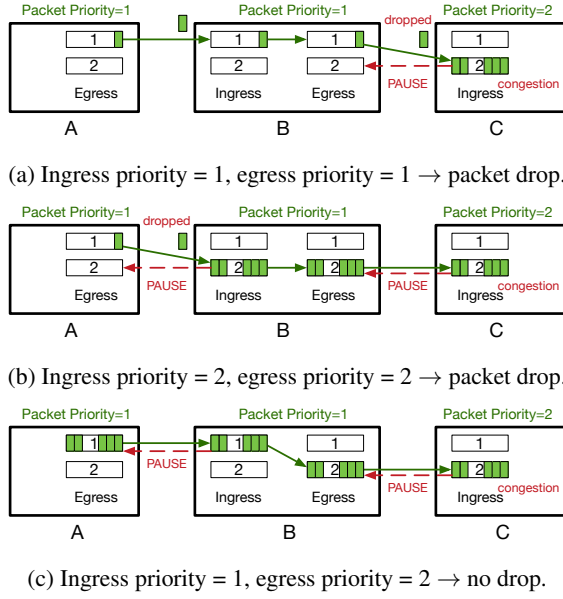 Packet Priority=1 Packet Priority=1 dropped Packet Priority=2
1 1 1 1
2 2 2 2
PAUSE congestion
Egress Ingress Egress Ingress
A B C
(a) Ingress priority = 1, egress priority = 1 → packet drop.
Packet Priority=1 dropped Packet Priority=1 Packet Priority=2
1 1 1 1
2 2 2 2
PAUSE PAUSE congestion
Egress Ingress Egress Ingress
A B C
(b) Ingress priority = 2, egress priority = 2 → packet drop.
Packet Priority=1 Packet Priority=1 Packet Priority=2
1 1 1 1
PAUSE
2 2 2 2
PAUSE congestion
Egress Ingress Egress Ingress
A B C
(c) Ingress priority = 1, egress priority = 2 → no drop.